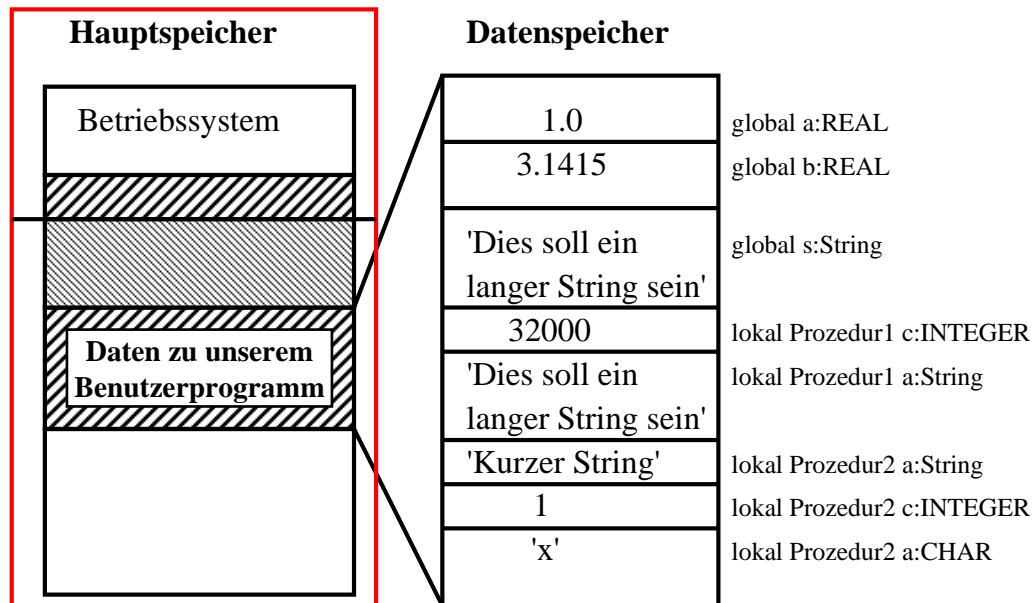 Hauptspeicher
Betriebssystem
Daten zu unserem
Benutzerprogramm
Datenspeicher
1.0
global a:REAL
3.1415
global b:REAL
'Dies soll ein
langer String sein'
global s:String
32000
lokal Prozedur1 c:INTEGER
'Dies soll ein
langer String sein'
lokal Prozedur1 a:String
'Kurzer String'
lokal Prozedur2 a:String
1
lokal Prozedur2 c:INTEGER
'x'
lokal Prozedur2 a:CHAR